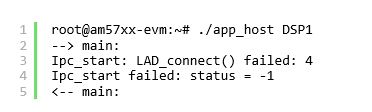 1 root@am57xx-evm:~# ./app_host DSP1
2 --> main:
3 Ipc_start: LAD_connect() failed: 4
4 Ipc_start failed: status = -1
5 <-- main: